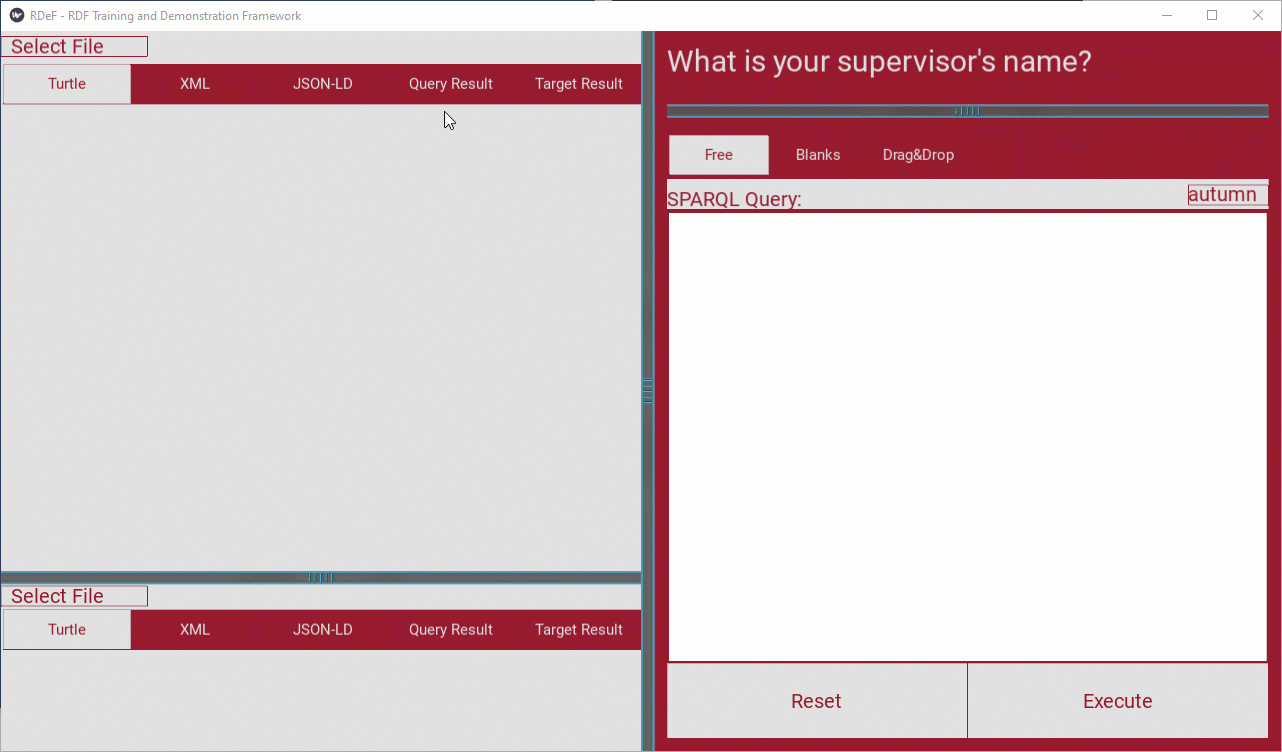 RDeF - RDF Training and Demonstration Framework
Select File
Turtle XML JSON-LD Query Result Target Result
Select File
Turtle XML JSON-LD Query Result Target Result
What is your supervisor's name?
Free Blanks Drag&Drop
SPARQL Query: autumn
Reset Execute